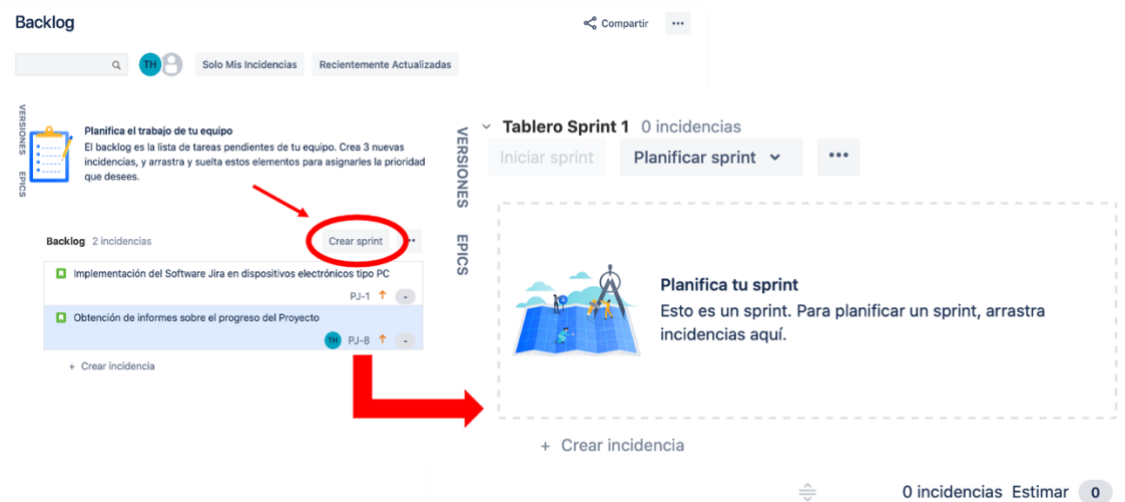 Backlog
Compartir
TH
Solo Mis Incidencias
Recientemente Actualizadas
VERSIONES
EPICS
Planifica el trabajo de tu equipo
El backlog es la lista de tareas pendientes de tu equipo. Crea 3 nuevas
incidencias, y arrastra y suelta estos elementos para asignarles la prioridad
que desees.
Backlog 2 incidencias
Crear sprint
Implementación del Software Jira en dispositivos electrónicos tipo PC
PJ-1 -
Obtención de informes sobre el progreso del Proyecto
TH PJ-8 -
+ Crear incidencia
VERSIONES
EPICS
Tablero Sprint 1 0 incidencias
Iniciar sprint
Planificar sprint
Planifica tu sprint
Esto es un sprint. Para planificar un sprint, arrastra
incidencias aquí.
+ Crear incidencia
0 incidencias Estimar 0